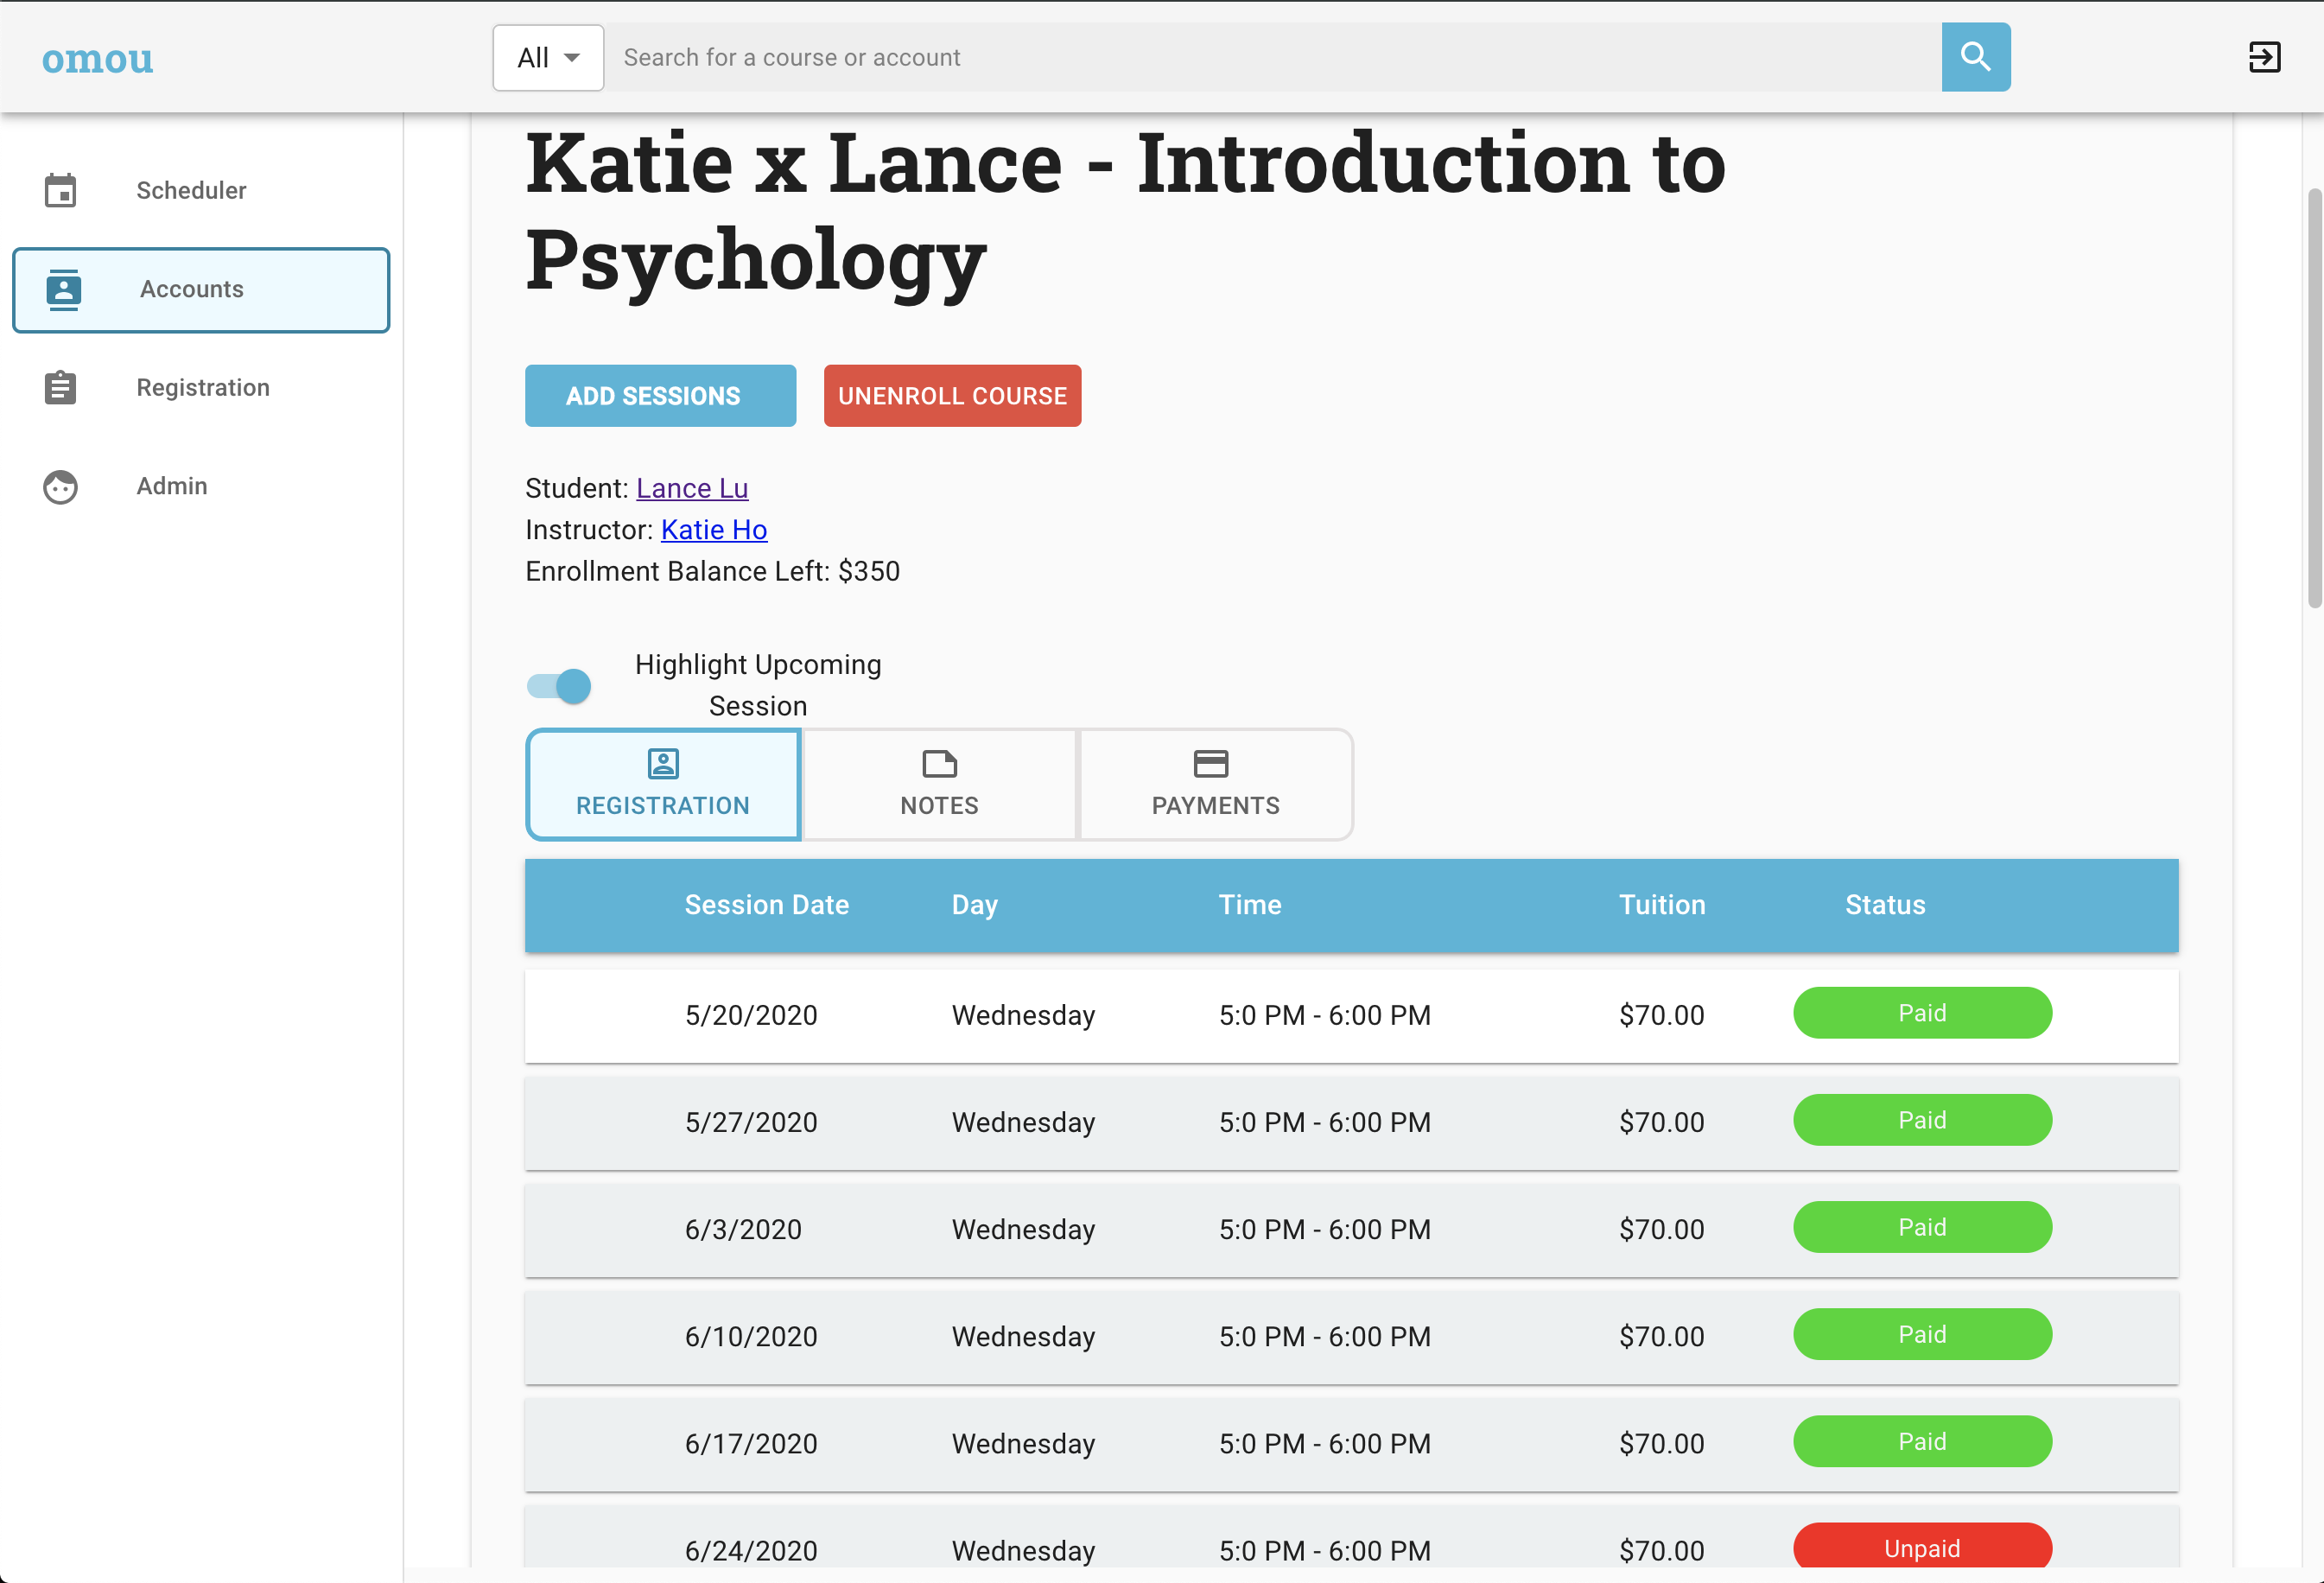 omou
All
Search for a course or account
Scheduler
Accounts
Registration
Admin
Katie x Lance - Introduction to
Psychology
ADD SESSIONS UNENROLL COURSE
Student: Lance Lu
Instructor: Katie Ho
Enrollment Balance Left: $350
Highlight Upcoming
Session
REGISTRATION NOTES PAYMENTS
Session Date Day Time Tuition Status
5/20/2020 Wednesday 5:0 PM - 6:00 PM $70.00 Paid
5/27/2020 Wednesday 5:0 PM - 6:00 PM $70.00 Paid
6/3/2020 Wednesday 5:0 PM - 6:00 PM $70.00 Paid
6/10/2020 Wednesday 5:0 PM - 6:00 PM $70.00 Paid
6/17/2020 Wednesday 5:0 PM - 6:00 PM $70.00 Paid
6/24/2020 Wednesday 5:0 PM - 6:00 PM $70.00 Unpaid